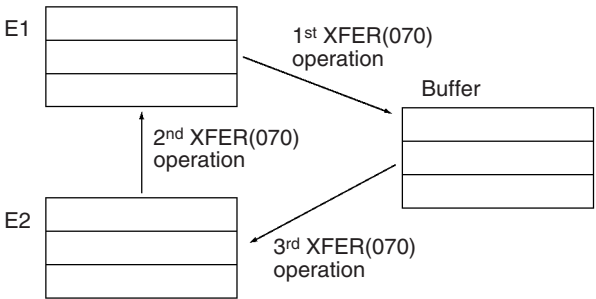 E1
1st XFER(070)
operation
Buffer
2nd XFER(070)
operation
E2
3rd XFER(070)
operation